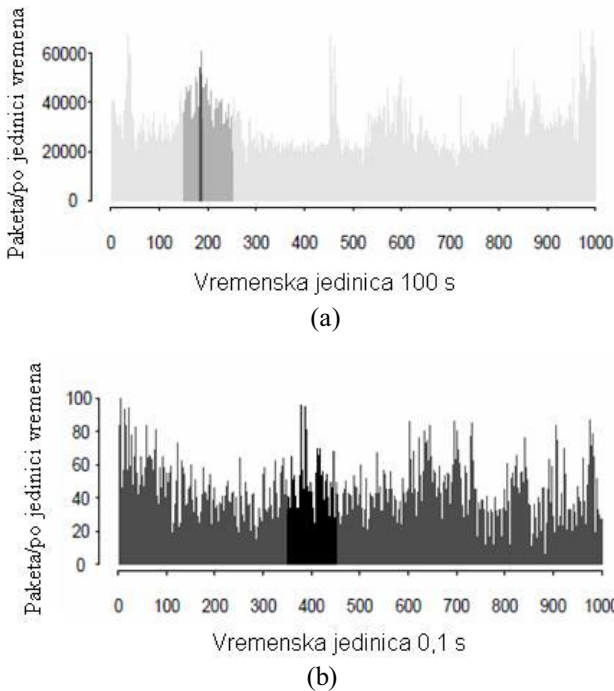 Paketa/po jedinici vremena
60000
40000
20000
0
0 100 200 300 400 500 600 700 800 900 1000
Vremenska jedinica 100 s
(a)
Paketa/po jedinici vremena
100
80
60
40
20
0
0 100 200 300 400 500 600 700 800 900 1000
Vremenska jedinica 0,1 s
(b)